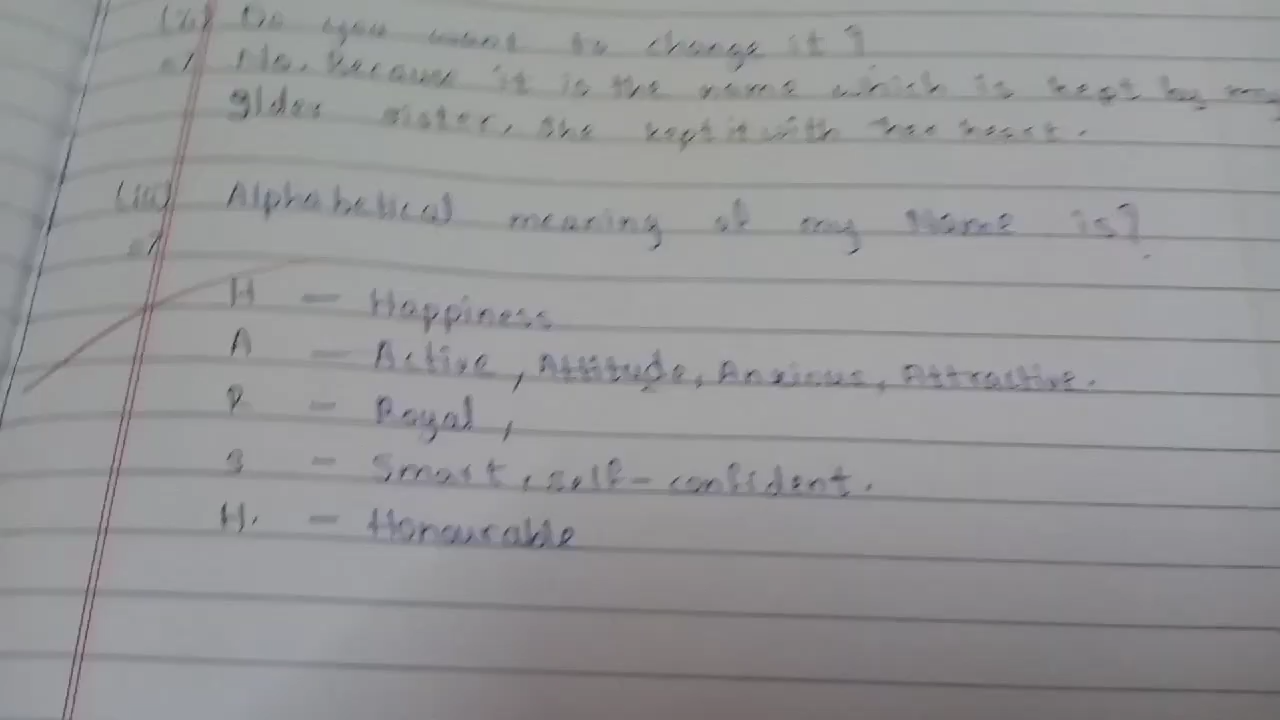 Do you want to change it?
No, because it is the name which is kept by my
elder sister, she kept it with her heart.
(iii) Alphabetical meaning of my Name is?
H - Happiness
A - Active, Attitude, Anxious, Attractive.
R - Royal,
S - Smart, self-confident.
H. - Honourable